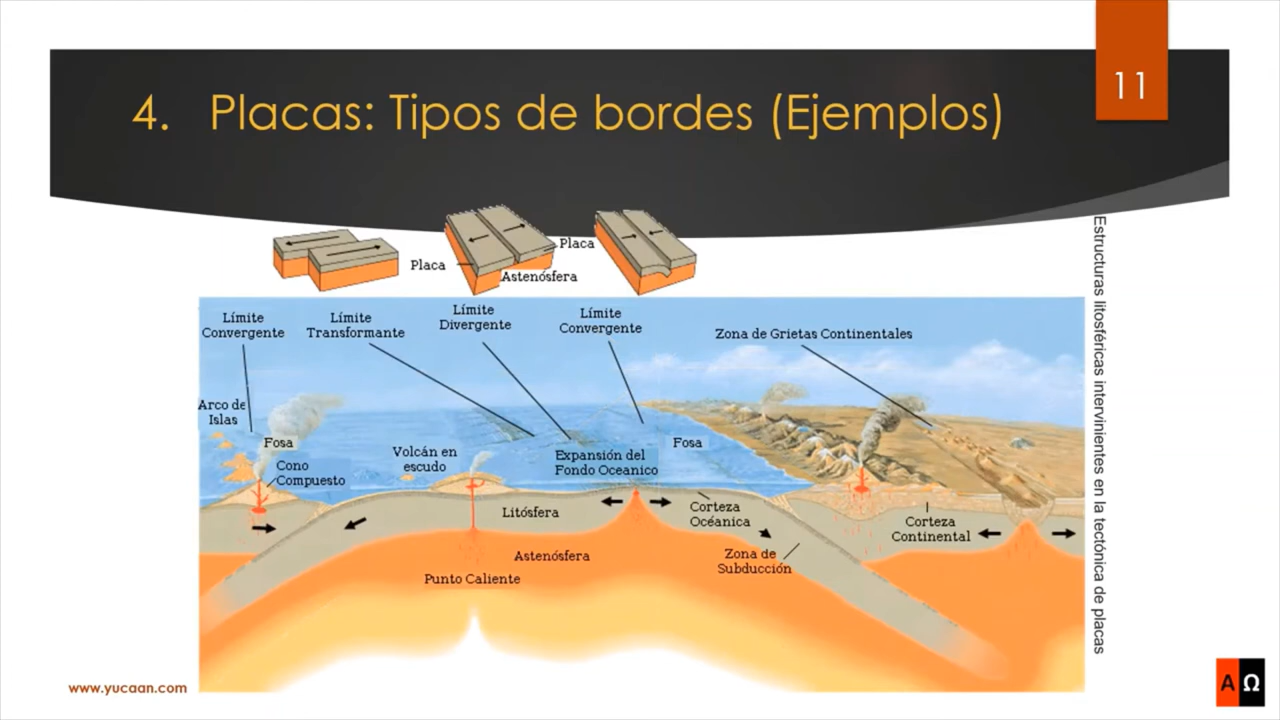 11
4. Placas: Tipos de bordes (Ejemplos)
Placa
Placa
Astenósfera
Límite
Convergente
Límite
Transformante
Límite
Divergente
Límite
Convergente
Zona de Grietas Continentales
Arco de
Islas
Fosa
Cono
Compuesto
Volcán en
escudo
Expansión del
Fondo Oceanico
Fosa
Litósfera
Corteza
Océanica
Corteza
Continental
Astenósfera
Zona de
Subducción
Punto Caliente
Estructuras litosféricas intervinientes en la tectónica de placas
www.yucaan.com
A Ω